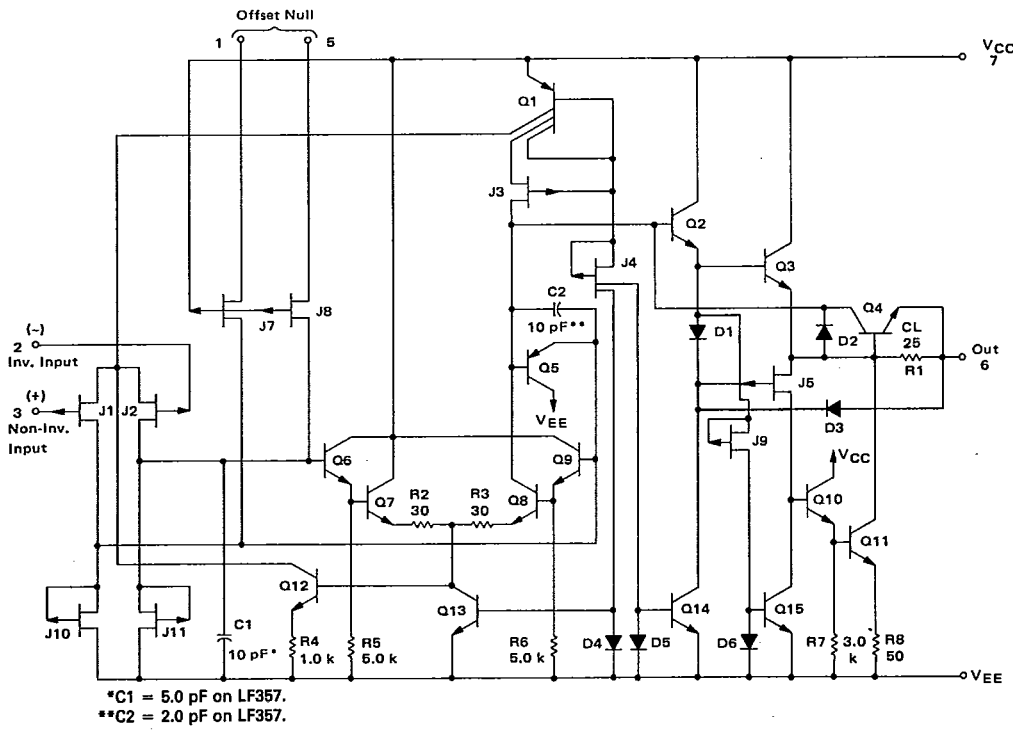 Offset Null
1
5
VCC
7
Q1
J3
Q2
Q3
J4
C2
10 pF**
Q4
CL
25
R1
D1
D2
Out
6
J7
J8
(–)
2
Inv. Input
(+)
3
Non-Inv.
Input
J1
J2
Q5
VEE
J5
D3
J9
VCC
Q6
Q9
Q7
R2
30
R3
30
Q8
Q10
Q11
Q12
Q13
Q14
Q15
J10
J11
C1
10 pF*
R4
1.0 k
R5
5.0 k
R6
5.0 k
D4
D5
D6
R7
3.0
k
R8
50
VEE
*C1 = 5.0 pF on LF357.
**C2 = 2.0 pF on LF357.